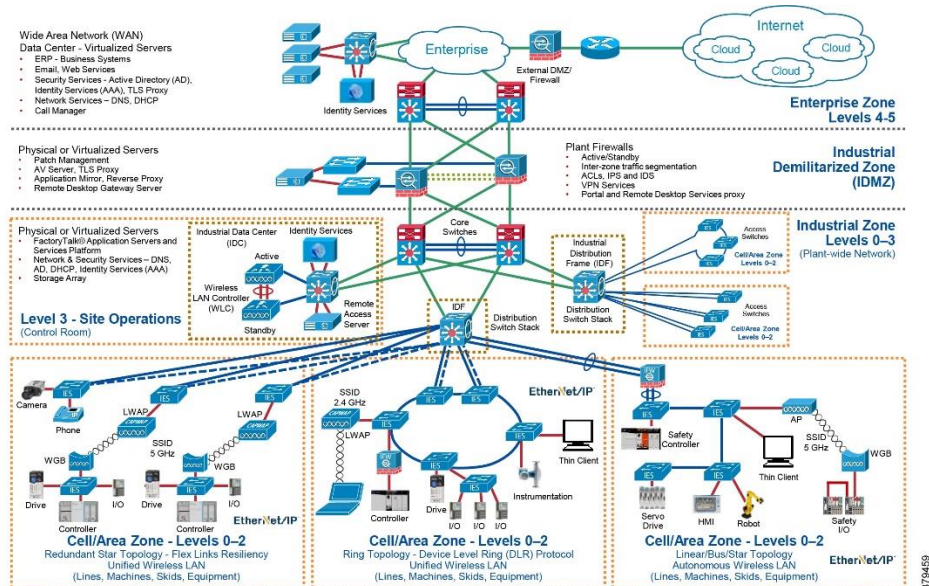 Wide Area Network (WAN)
Data Center - Virtualized Servers
• ERP - Business Systems
• Email, Web Services
• Security Services - Active Directory (AD),
Identity Services (AAA), TLS Proxy
• Network Services – DNS, DHCP
• Call Manager
Identity Services
Enterprise
External DMZ/
Firewall
Internet
Cloud
Cloud
Cloud
Enterprise Zone
Levels 4-5
Physical or Virtualized Servers
• Patch Management
• AV Server, TLS Proxy
• Application Mirror, Reverse Proxy
• Remote Desktop Gateway Server
Plant Firewalls
• Active/Standby
• Inter-zone traffic segmentation
• ACLs, IPS and IDS
• VPN Services
• Portal and Remote Desktop Services proxy
Industrial
Demilitarized Zone
(IDMZ)
Physical or Virtualized Servers
• FactoryTalk® Application Servers and
Services Platform
• Network & Security Services – DNS,
AD, DHCP, Identity Services (AAA)
• Storage Array
Level 3 - Site Operations
(Control Room)
Industrial Data Center
(IDC)
Identity Services
Active
Wireless
LAN Controller
(WLC)
Standby
Remote
Access
Server
Core
Switches
Industrial
Distribution
Frame (IDF)
Distribution
Switch Stack
IDF
Distribution
Switch Stack
IES
IES
IES
Access
Switches
Cell/Area Zone
Levels 0–2
IES
IES
IES
IES
Access
Switches
Cell/Area Zone
Levels 0–2
Industrial Zone
Levels 0–3
(Plant-wide Network)
Camera
IES
Phone
IES
LWAP
CAPWAP
SSID
5 GHz
WGB
IES
Drive
I/O
Controller
IES
LWAP
CAPWAP
WGB
IES
Drive
I/O
Controller
EtherNet/IP
Cell/Area Zone - Levels 0–2
Redundant Star Topology - Flex Links Resiliency
Unified Wireless LAN
(Lines, Machines, Skids, Equipment)
SSID
2.4 GHz
CAPWAP
LWAP
IES
IES
IES
EtherNet/IP
IES
Thin Client
Instrumentation
IFW
Controller
IES
Drive
IES
IES
IES
I/O
I/O
I/O
Cell/Area Zone - Levels 0–2
Ring Topology - Device Level Ring (DLR) Protocol
Unified Wireless LAN
(Lines, Machines, Skids, Equipment)
IFW
IES
Safety
Controller
IES
AP
SSID
5 GHz
WGB
Thin Client
IES
IES
Servo
Drive
HMI
Robot
Safety
I/O
Cell/Area Zone - Levels 0–2
Linear/Bus/Star Topology
Autonomous Wireless LAN
(Lines, Machines, Skids, Equipment)
EtherNet/IP